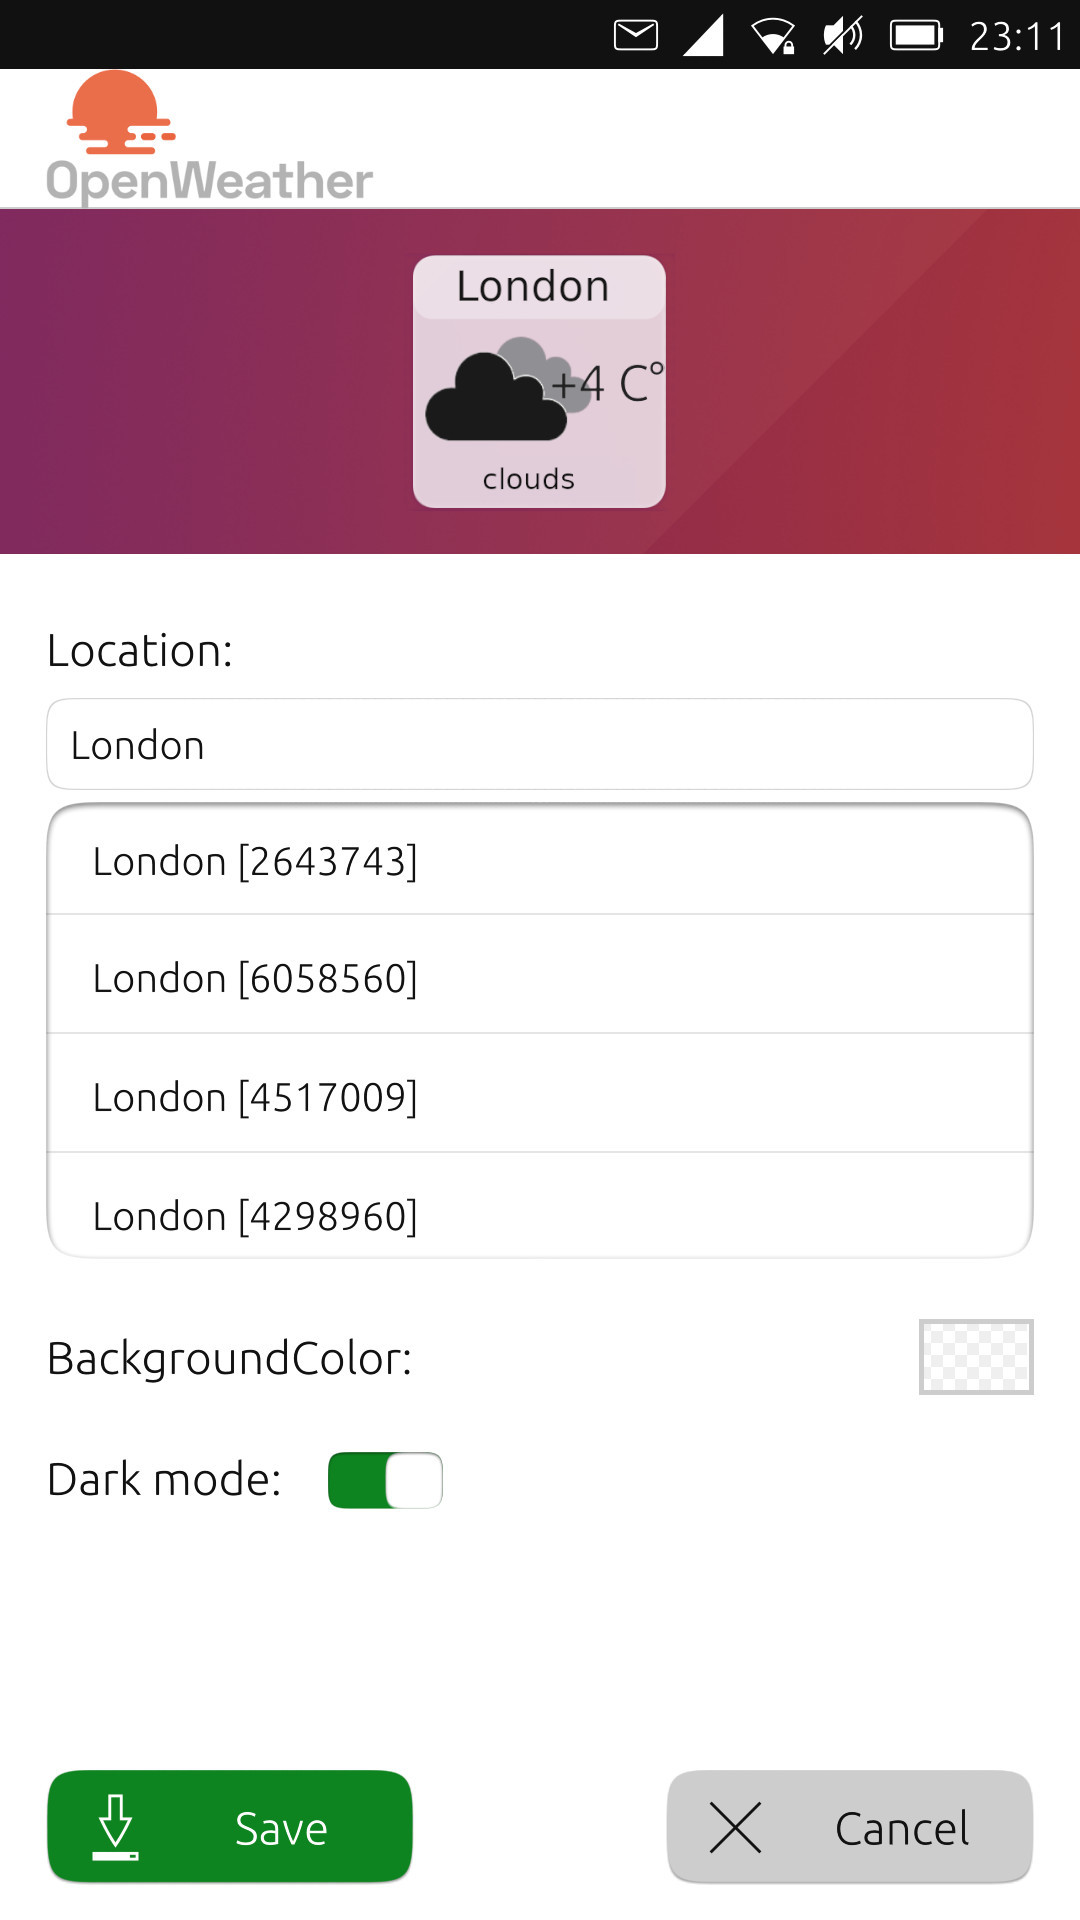 23:11
OpenWeather
London
+4 C°
clouds
Location:
London
London [2643743]
London [6058560]
London [4517009]
London [4298960]
BackgroundColor:
Dark mode:
Save
Cancel